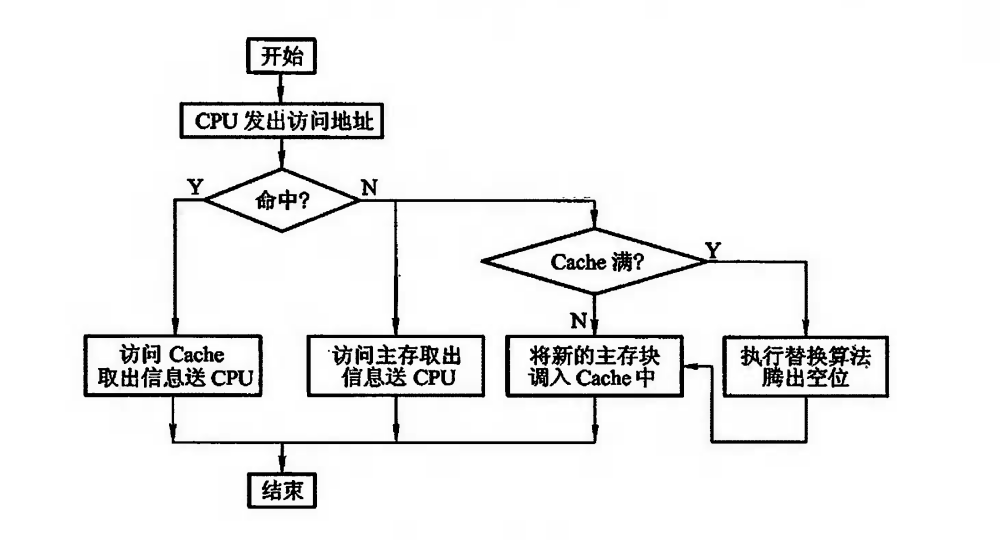 开始
CPU 发出访问地址
Y
命中?
N
Cache 满?
Y
N
访问 Cache
取出信息送 CPU
访问主存取出
信息送 CPU
将新的主存块
调入 Cache 中
执行替换算法
腾出空位
结束